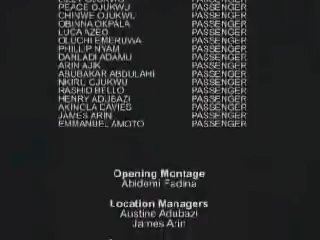 PEACE OJUKWU PASSENGER
CHINWE OJUKWU PASSENGER
OBINNA OKPALA PASSENGER
LUCA AZEO PASSENGER
OLUCHI EMERUWA PASSENGER
PHILLIP NYAM PASSENGER
DANLADI ADAMU PASSENGER
ARIN AJIK PASSENGER
ABUBAKAR ABDULAHI PASSENGER
NKIRU OJUKWU PASSENGER
RASHID BELLO PASSENGER
HENRY ADUBAZI PASSENGER
AKINOLA DAVIES PASSENGER
JAMES ARIN PASSENGER
EMMANUEL AMOTO PASSENGER
Opening Montage
Abidemi Fadina
Location Managers
Austine Adubazi
James Arin